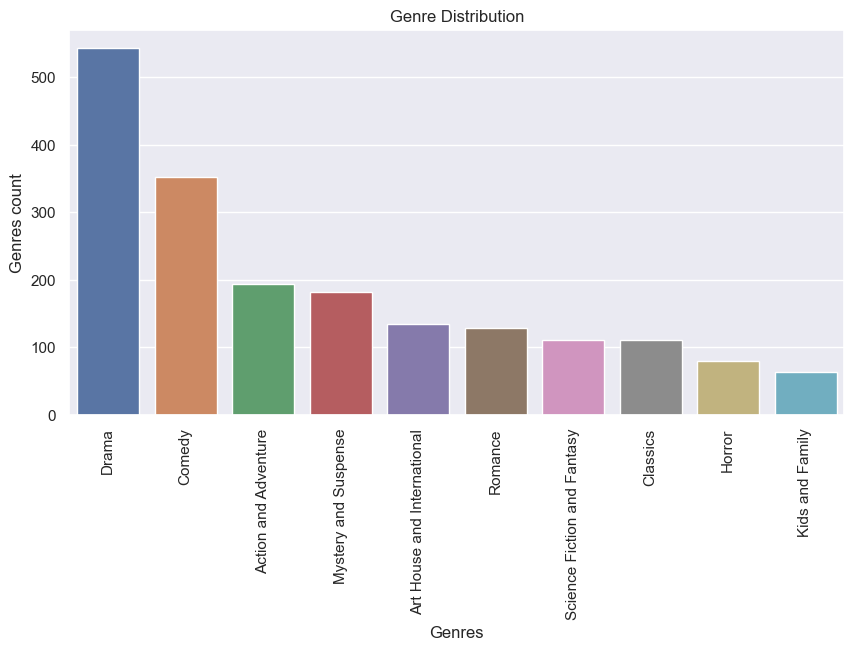 Genre Distribution
Genres count
500
400
300
200
100
0
Drama
Comedy
Action and Adventure
Mystery and Suspense
Art House and International
Romance
Science Fiction and Fantasy
Classics
Horror
Kids and Family
Genres